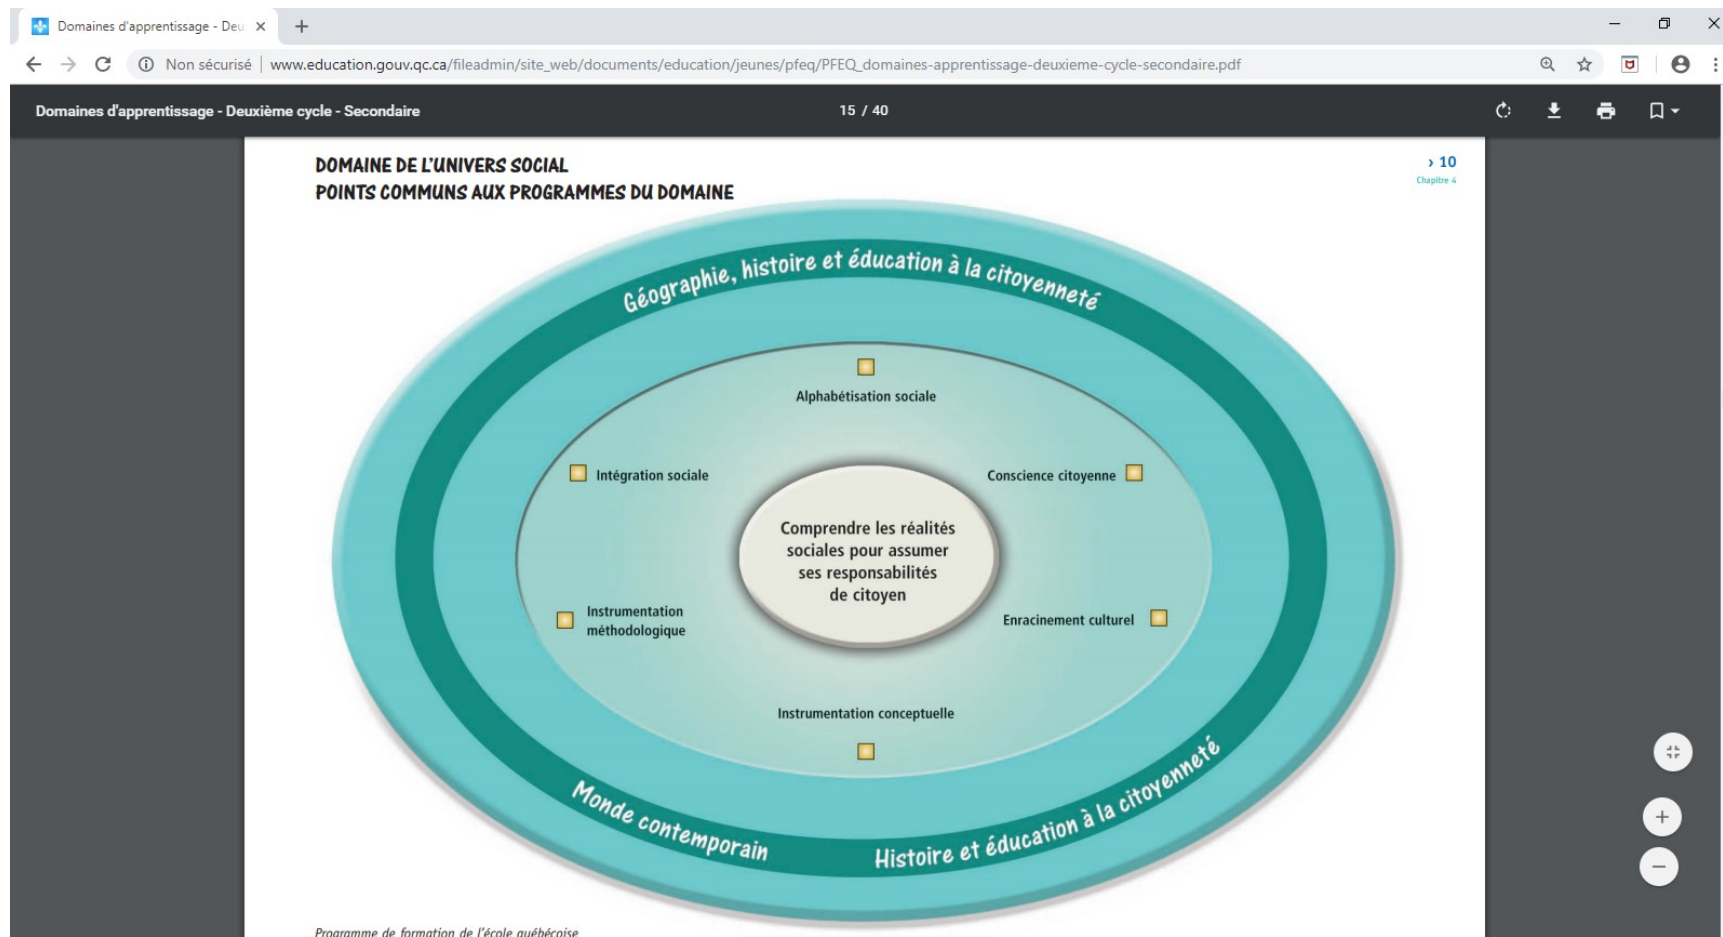 Domaines d'apprentissage - Deu
Non sécurisé | www.education.gouv.qc.ca/fileadmin/site_web/documents/education/jeunes/pfeq/PFEQ_domaines-apprentissage-deuxieme-cycle-secondaire.pdf
Domaines d'apprentissage - Deuxième cycle - Secondaire
15 / 40
DOMAINE DE L'UNIVERS SOCIAL
POINTS COMMUNS AUX PROGRAMMES DU DOMAINE
› 10
Chapitre 4
Géographie, histoire et éducation à la citoyenneté
Alphabétisation sociale
Intégration sociale
Conscience citoyenne
Comprendre les réalités
sociales pour assumer
ses responsabilités
de citoyen
Instrumentation
méthodologique
Enracinement culturel
Instrumentation conceptuelle
Monde contemporain
Histoire et éducation à la citoyenneté
Programme de formation de l'école québécoise